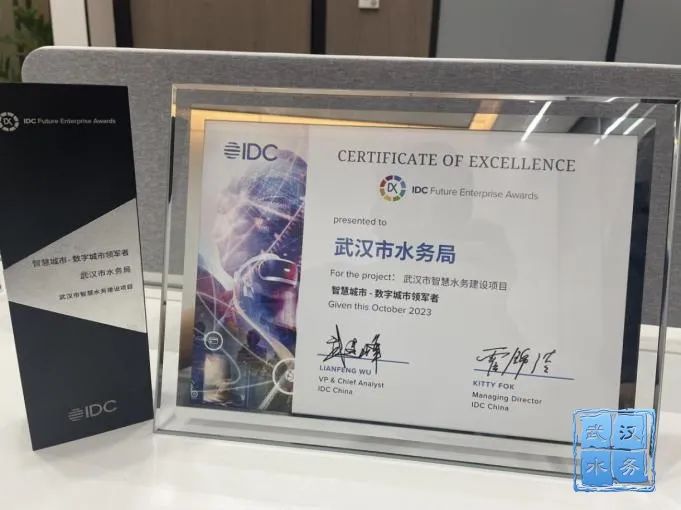 IDC Future Enterprise Awards
智慧城市-数字城市领军者
武汉市水务局
武汉市智慧水务建设项目
IDC
IDC
CERTIFICATE OF EXCELLENCE
IDC Future Enterprise Awards
presented to
武汉市水务局
For the project: 武汉市智慧水务建设项目
智慧城市 - 数字城市领军者
Given this October 2023
LIANFENG WU
VP & Chief Analyst
IDC China
KITTY FOK
Managing Director
IDC China
武汉
水务